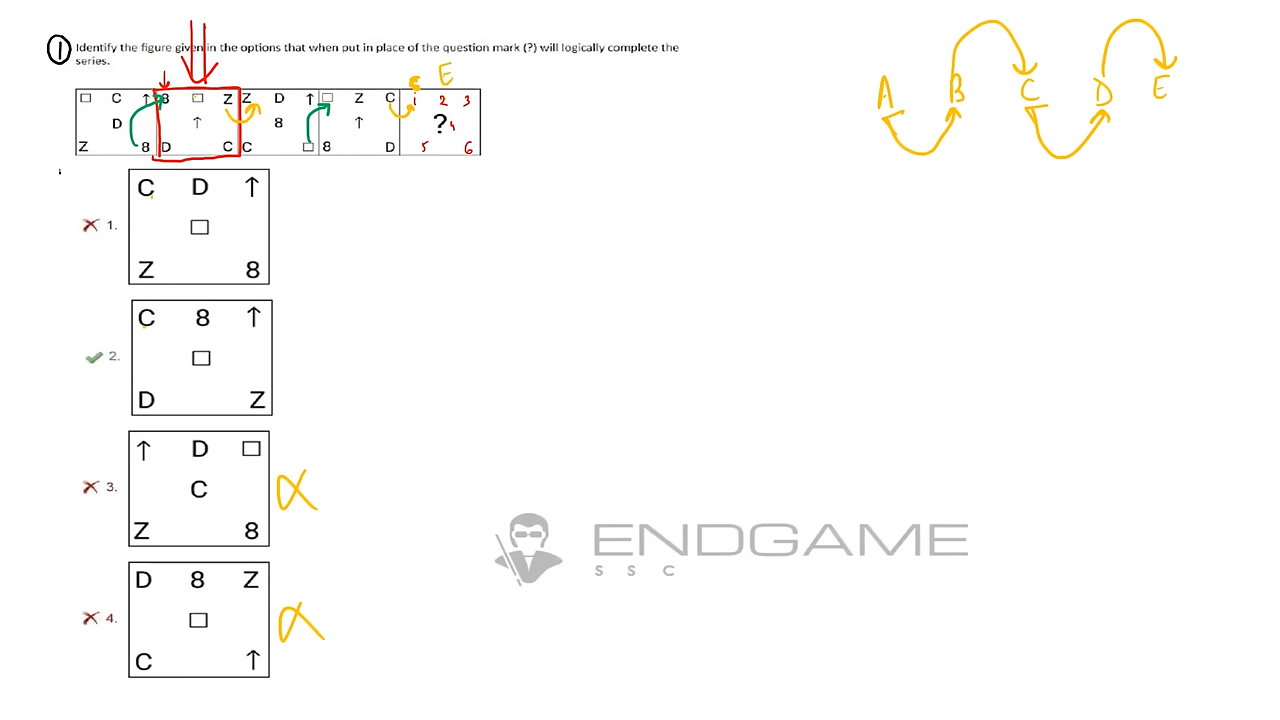 1 Identify the figure given in the options that when put in place of the question mark (?) will logically complete the
series.
E
A B C D E
□ C ↑ 8 □ Z Z D ↑ □ Z C 1 2 3
D ↑ 8 ↑ ? 4
Z 8 D C C □ 8 D 5 6
1.
C D ↑
□
Z 8
2.
C 8 ↑
□
D Z
3.
↑ D □
C
Z 8
4.
D 8 Z
□
C ↑
ENDGAME
S S C